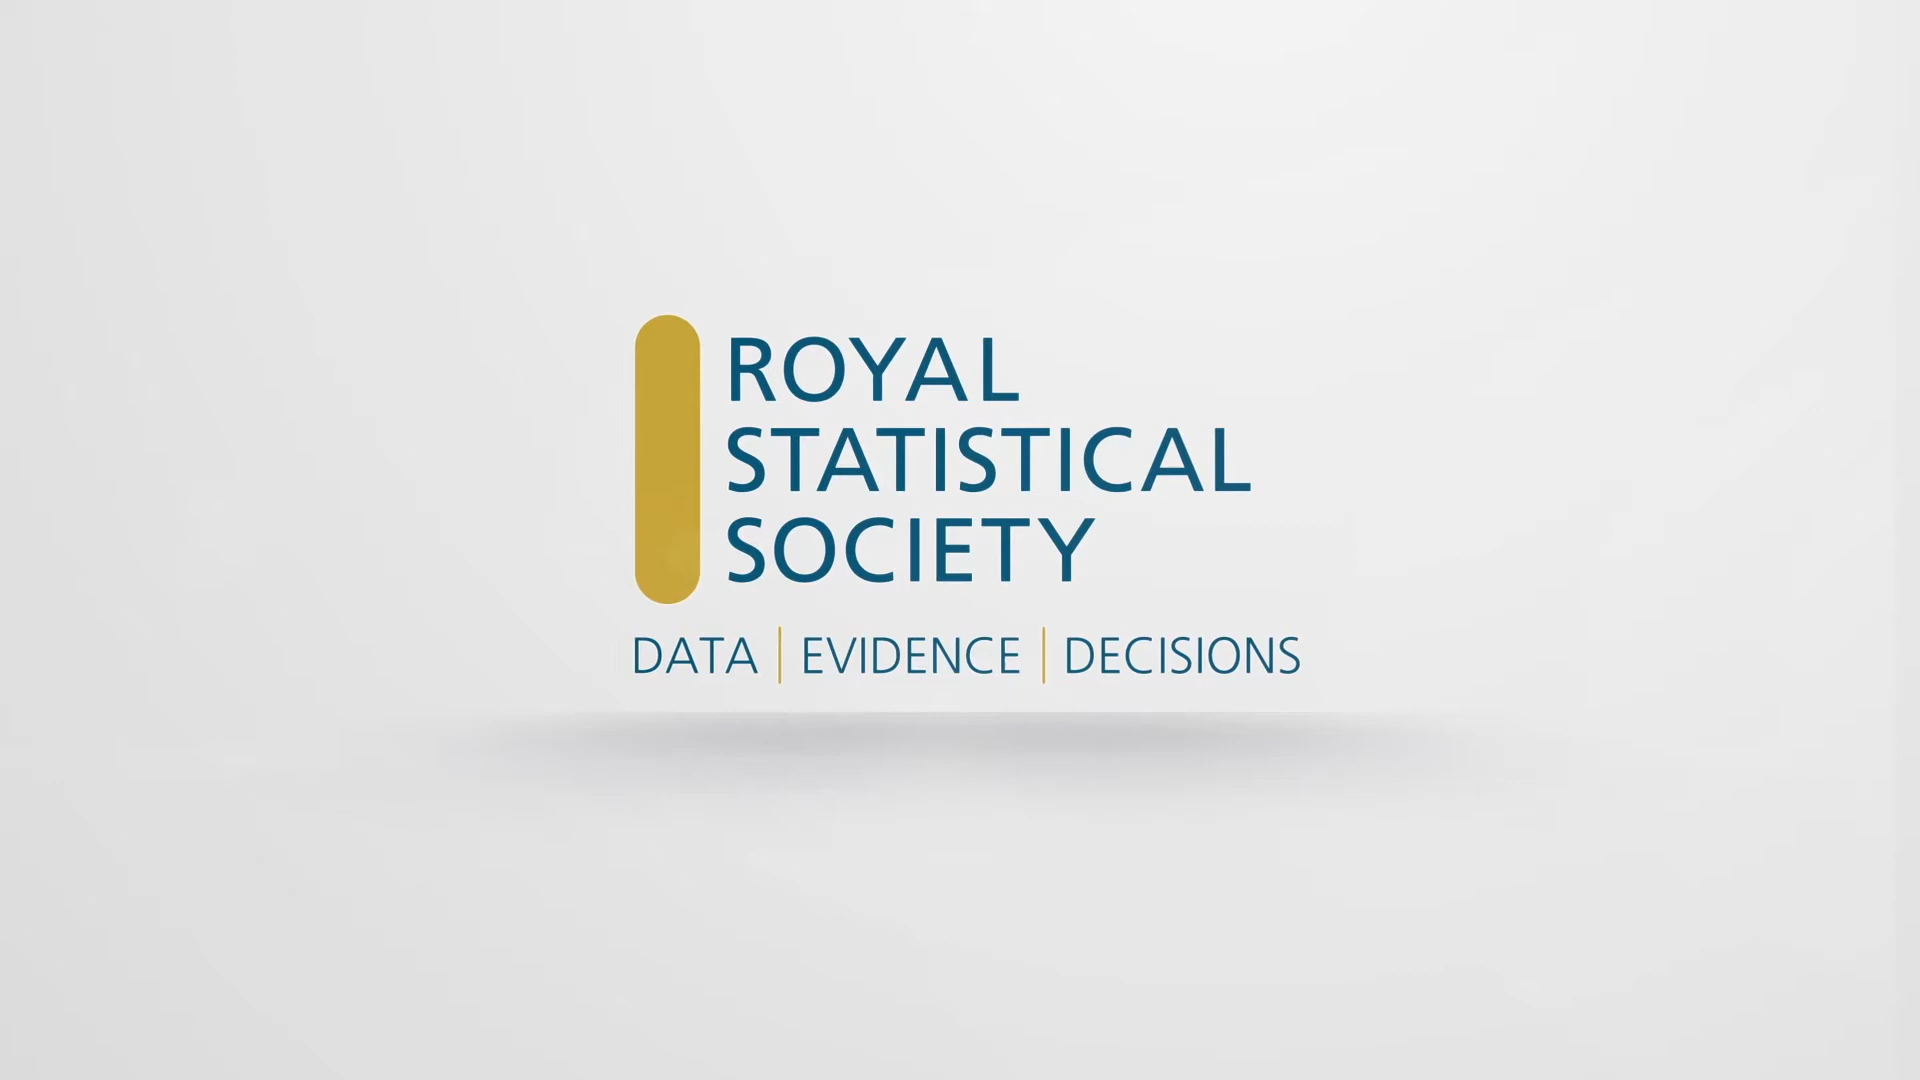 ROYAL
STATISTICAL
SOCIETY
DATA | EVIDENCE | DECISIONS